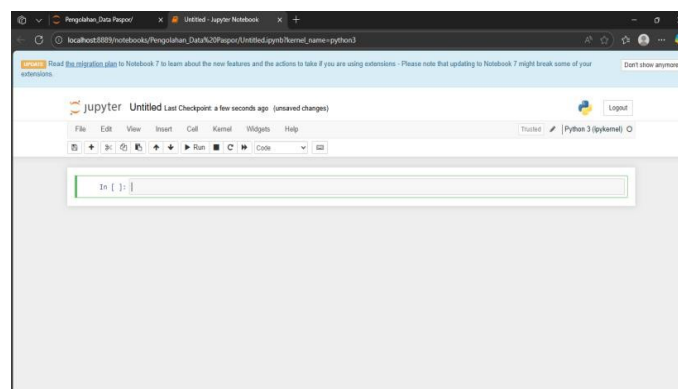 Pengolahan_Data Paspor/
Untitled - Jupyter Notebook
localhost:8889/notebooks/Pengolahan_Data%20Paspor/Untitled.ipynb?kernel_name=python3
UPDATE Read the migration plan to Notebook 7 to learn about the new features and the actions to take if you are using extensions - Please note that updating to Notebook 7 might break some of your
extensions.
Don't show anymore
jupyter Untitled Last Checkpoint: a few seconds ago (unsaved changes)
Logout
File Edit View Insert Cell Kernel Widgets Help
Trusted Python 3 (ipykernel)
Run Code
In [ ]: